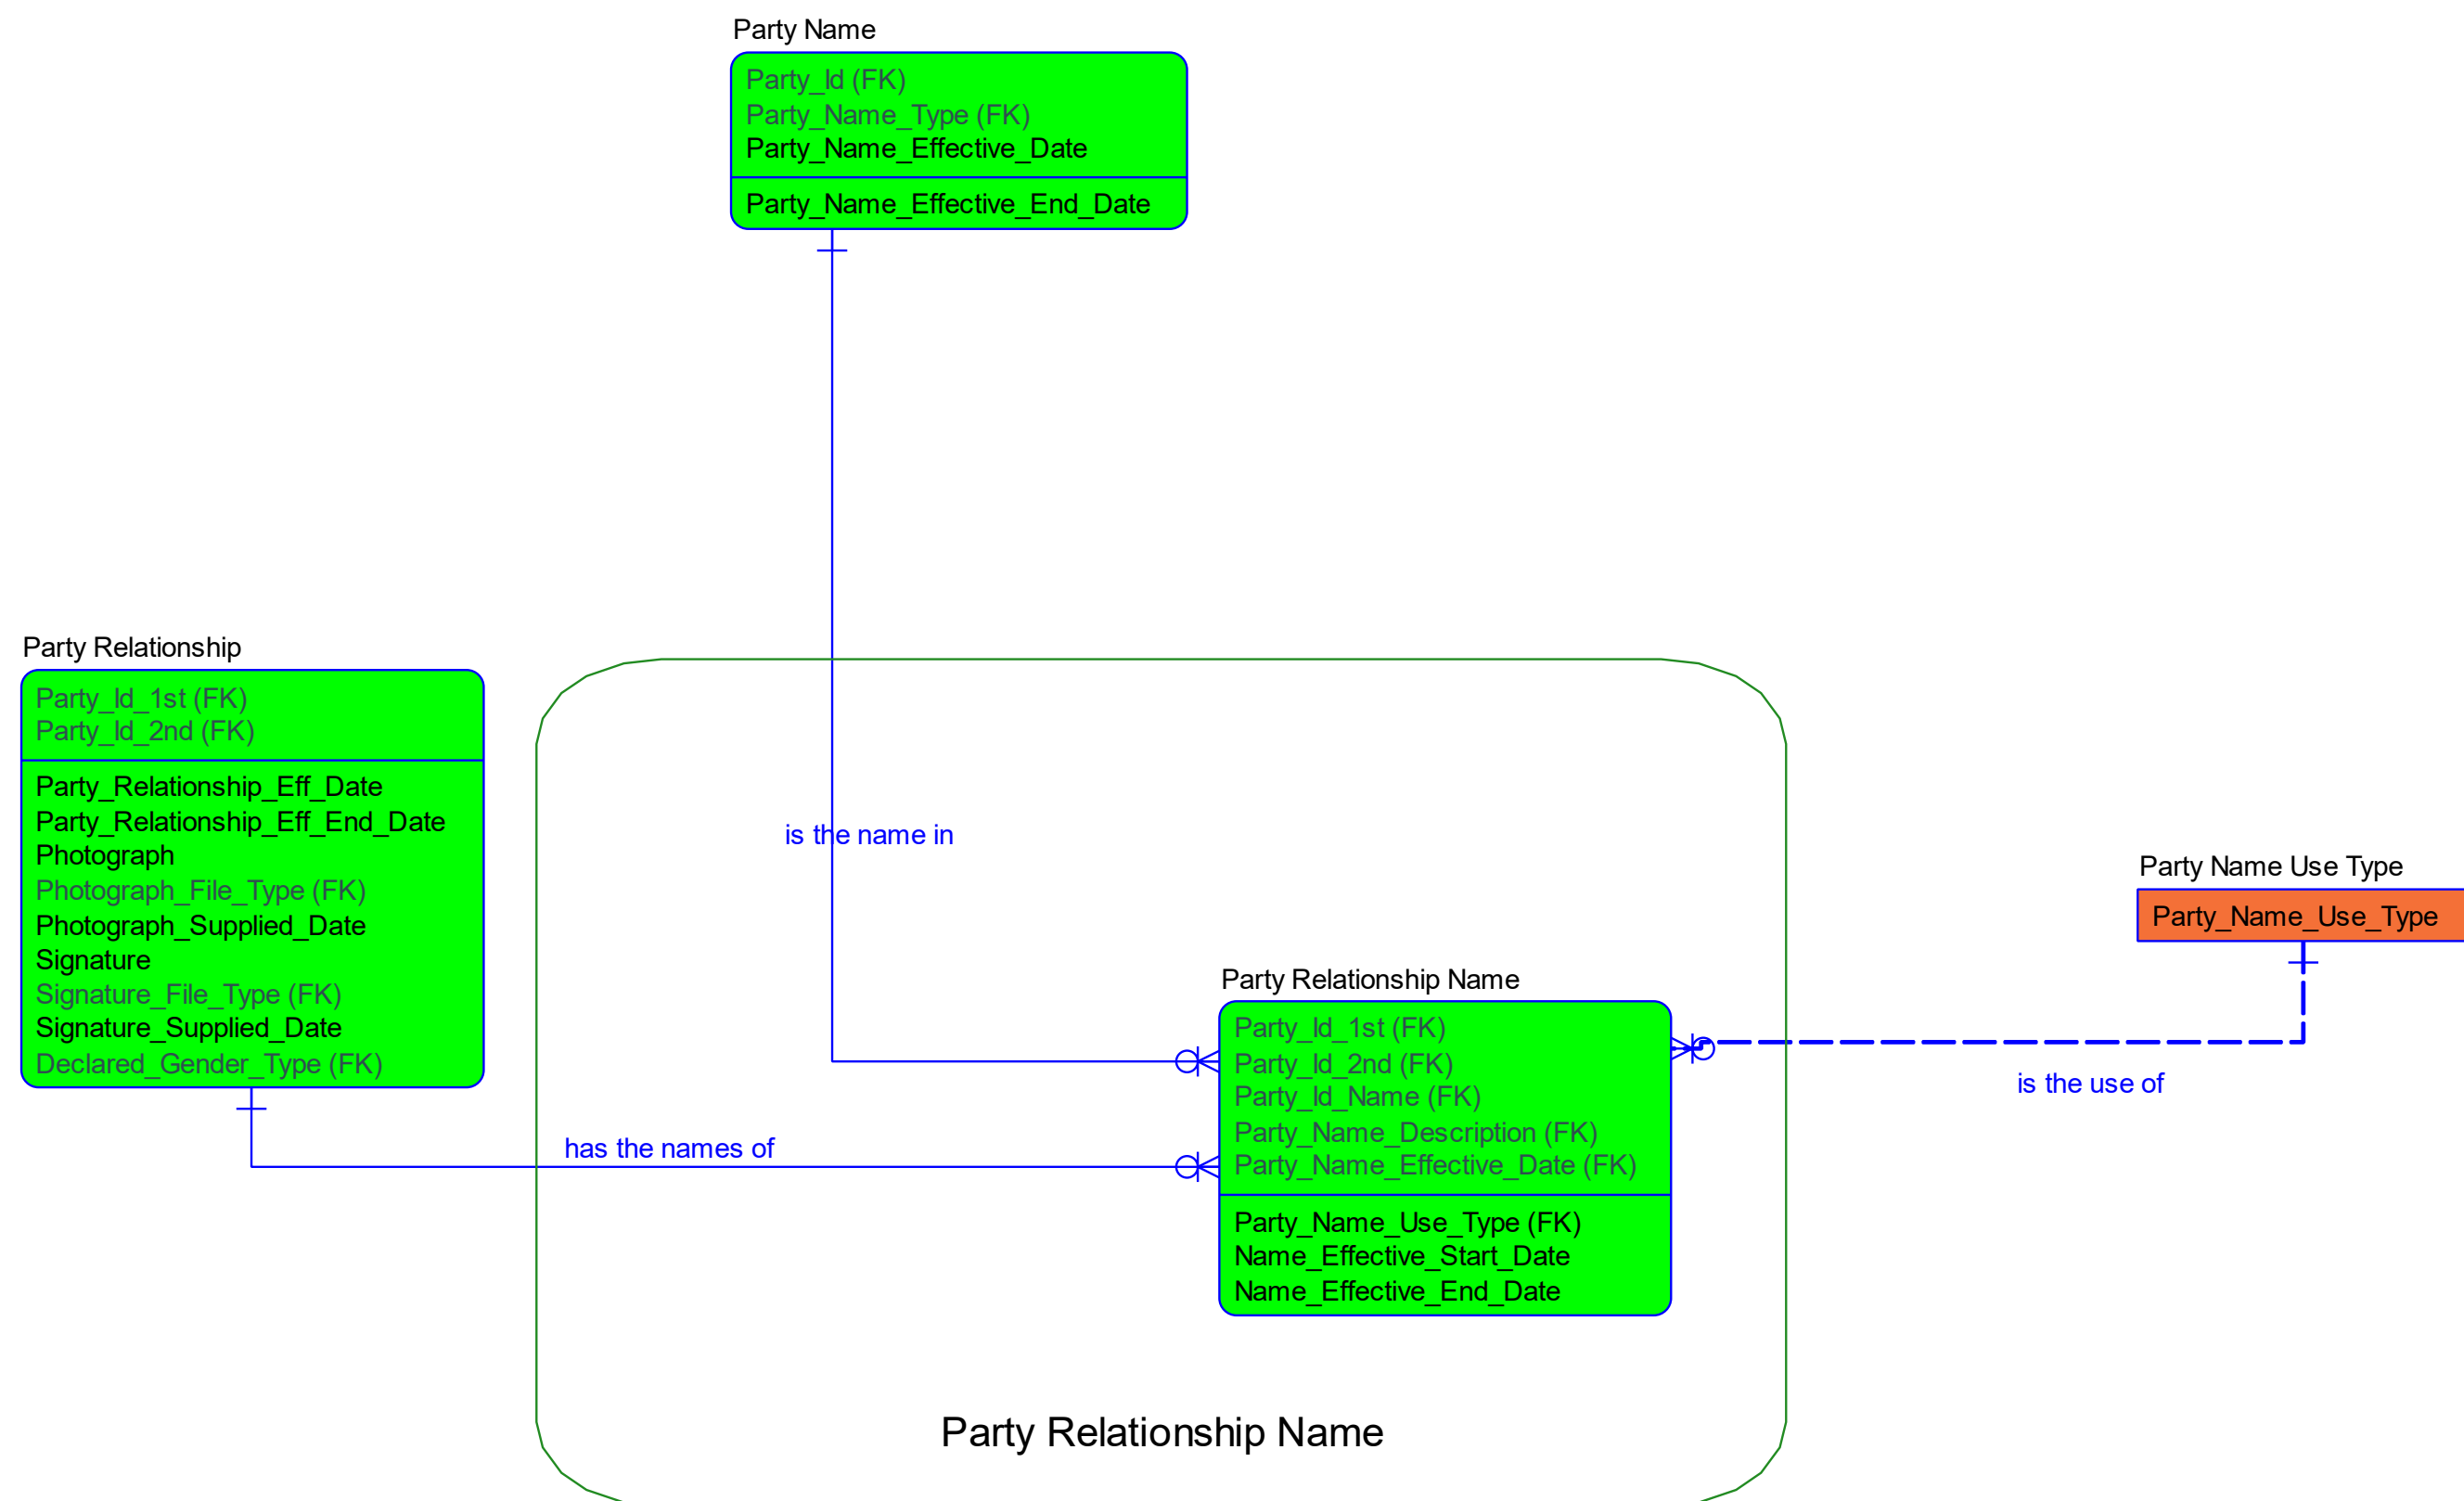 Party Name
Party_Id (FK)
Party_Name_Type (FK)
Party_Name_Effective_Date
Party_Name_Effective_End_Date
Party Relationship
Party_Id_1st (FK)
Party_Id_2nd (FK)
Party_Relationship_Eff_Date
Party_Relationship_Eff_End_Date
Photograph
Photograph_File_Type (FK)
Photograph_Supplied_Date
Signature
Signature_File_Type (FK)
Signature_Supplied_Date
Declared_Gender_Type (FK)
is the name in
has the names of
Party Relationship Name
Party_Id_1st (FK)
Party_Id_2nd (FK)
Party_Id_Name (FK)
Party_Name_Description (FK)
Party_Name_Effective_Date (FK)
Party_Name_Use_Type (FK)
Name_Effective_Start_Date
Name_Effective_End_Date
Party Name Use Type
Party_Name_Use_Type
is the use of
Party Relationship Name